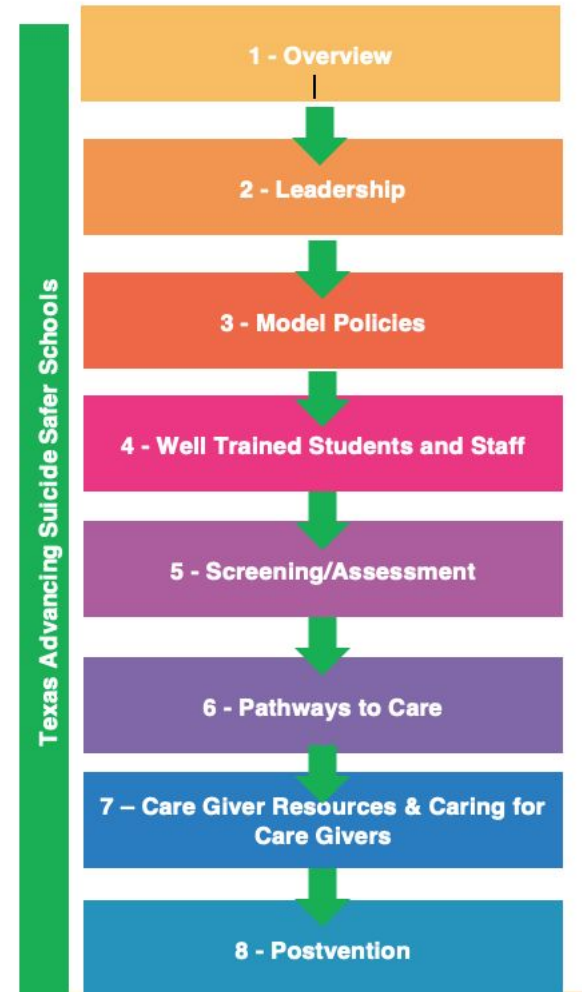 Texas Advancing Suicide Safer Schools
1 - Overview
2 - Leadership
3 - Model Policies
4 - Well Trained Students and Staff
5 - Screening/Assessment
6 - Pathways to Care
7 – Care Giver Resources & Caring for
Care Givers
8 - Postvention